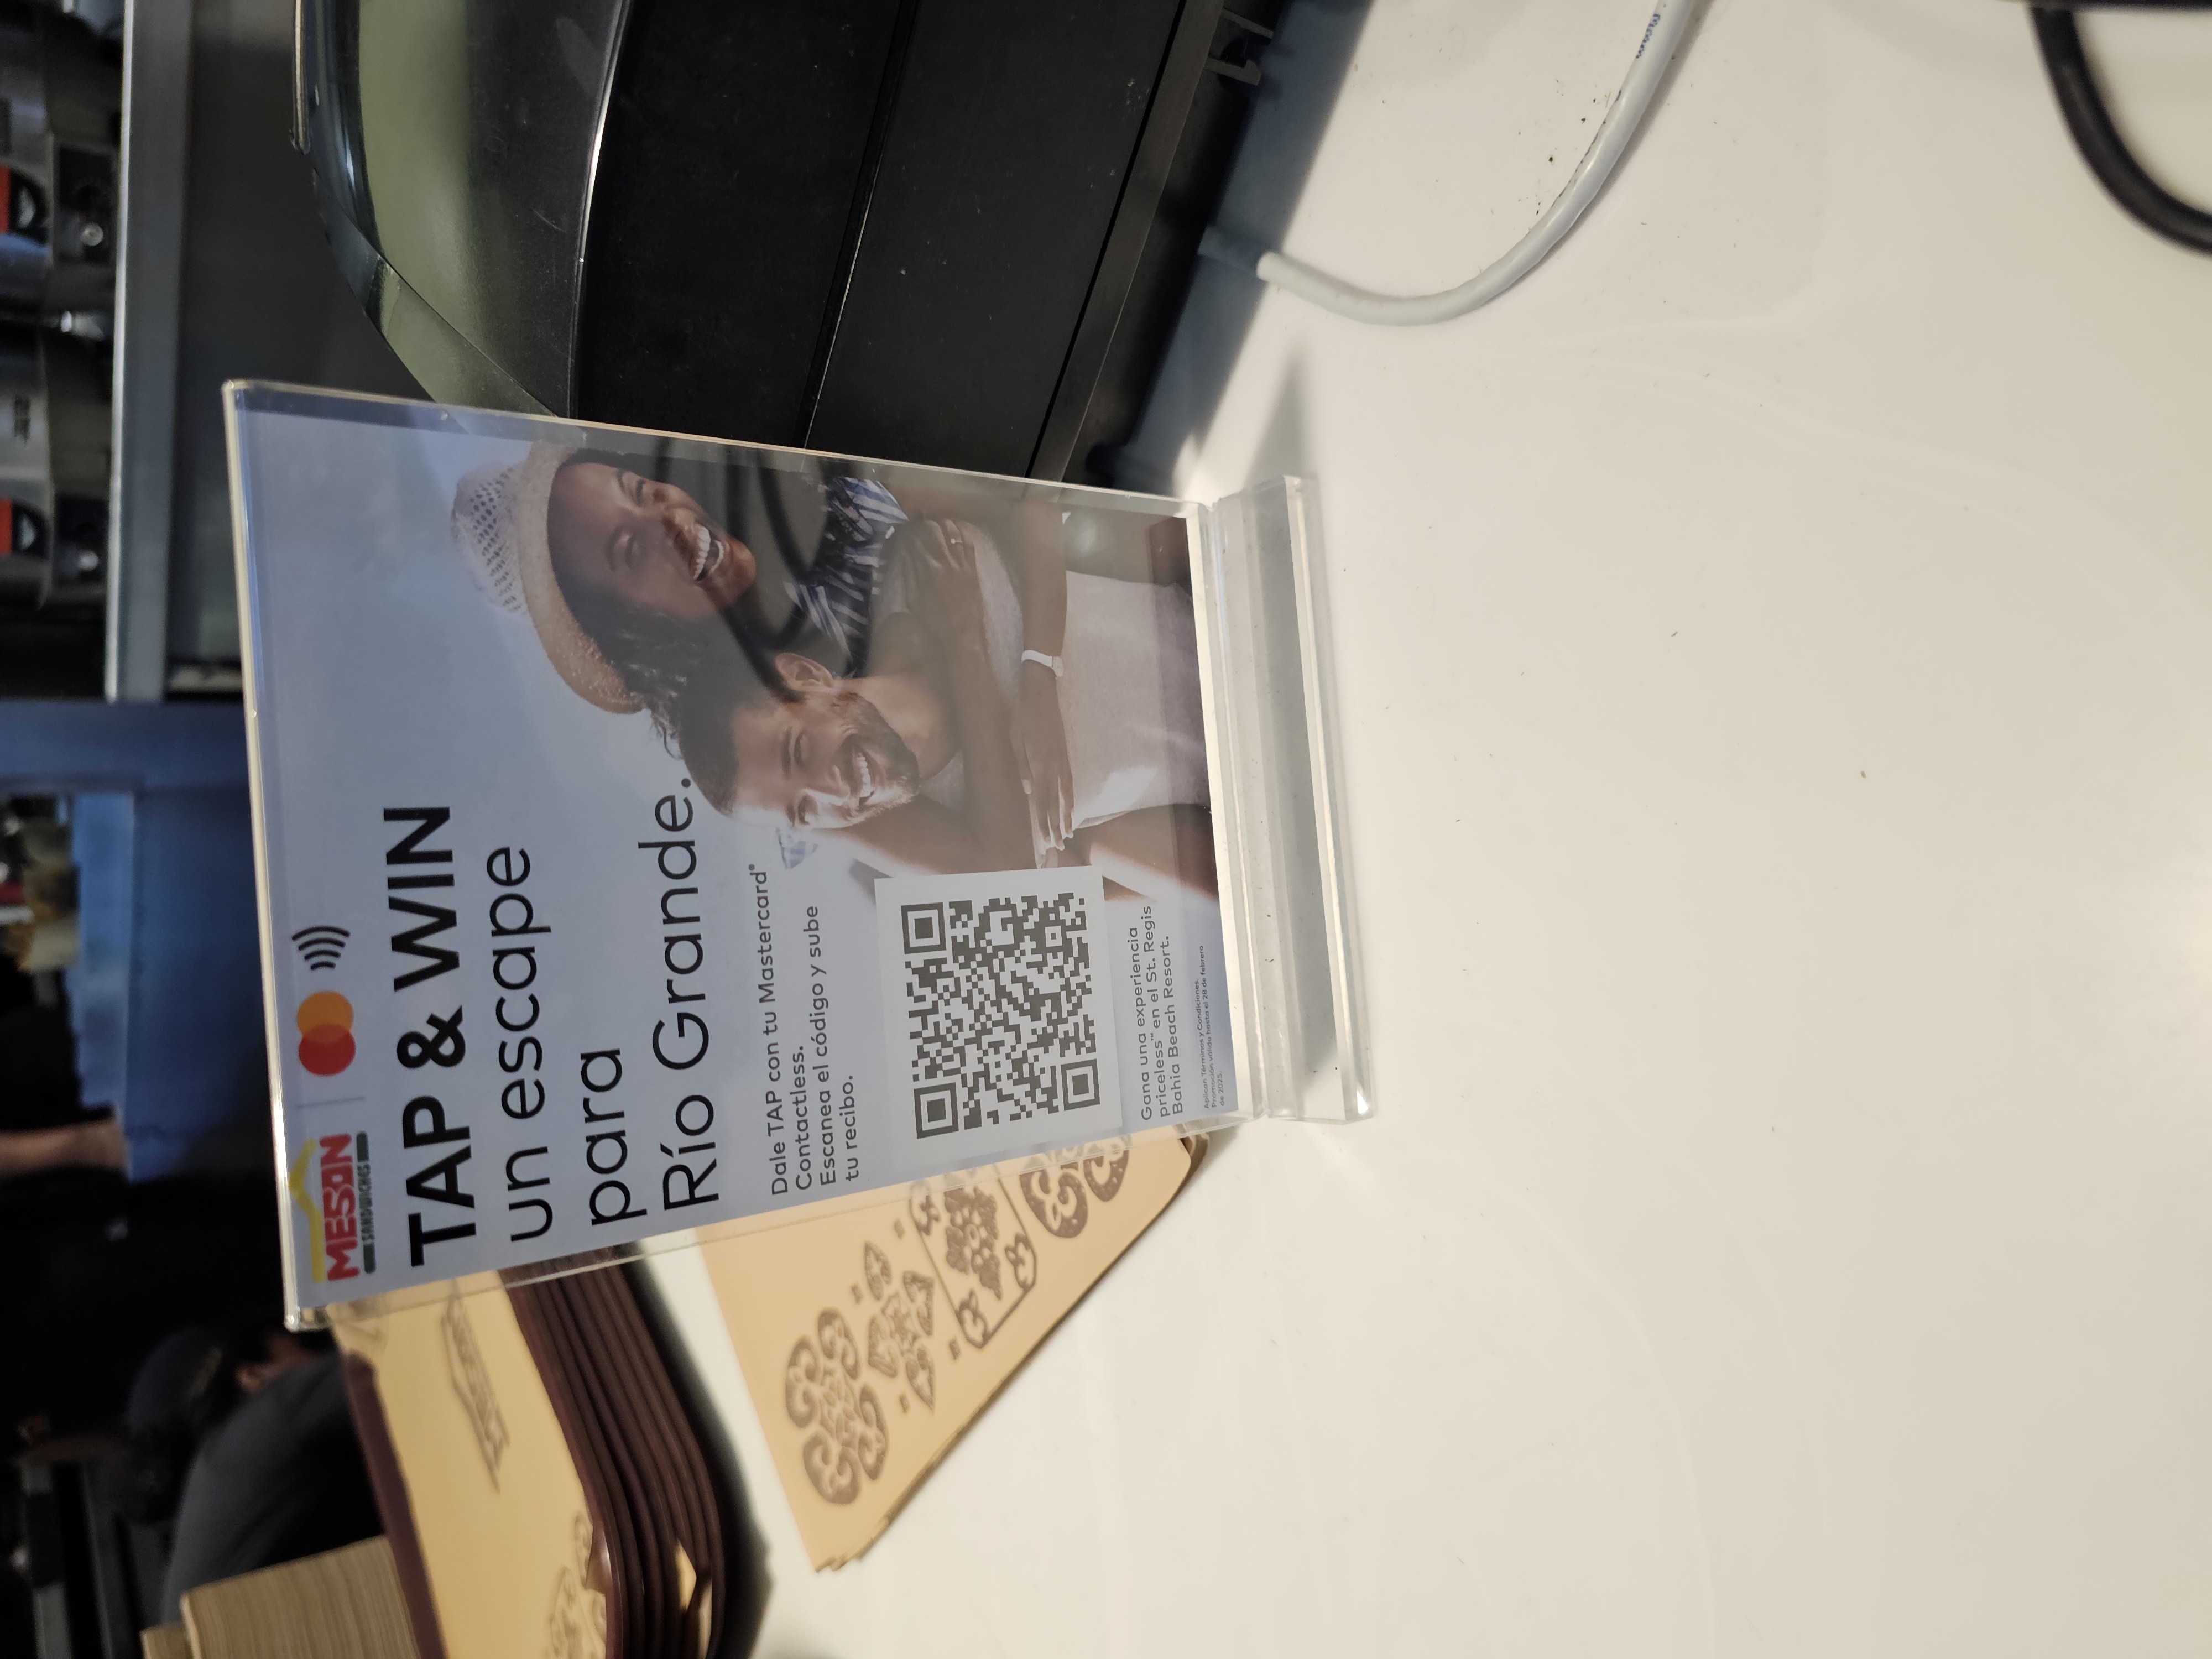 MESON
SANDWICHES
TAP & WIN
un escape
para
Río Grande.
Dale TAP con tu Mastercard®
Contactless.
Escanea el código y sube
tu recibo.
Gana una experiencia
priceless™ en el St. Regis
Bahia Beach Resort.
Aplican Términos y Condiciones.
Promoción válida hasta el 28 de febrero
de 2025.